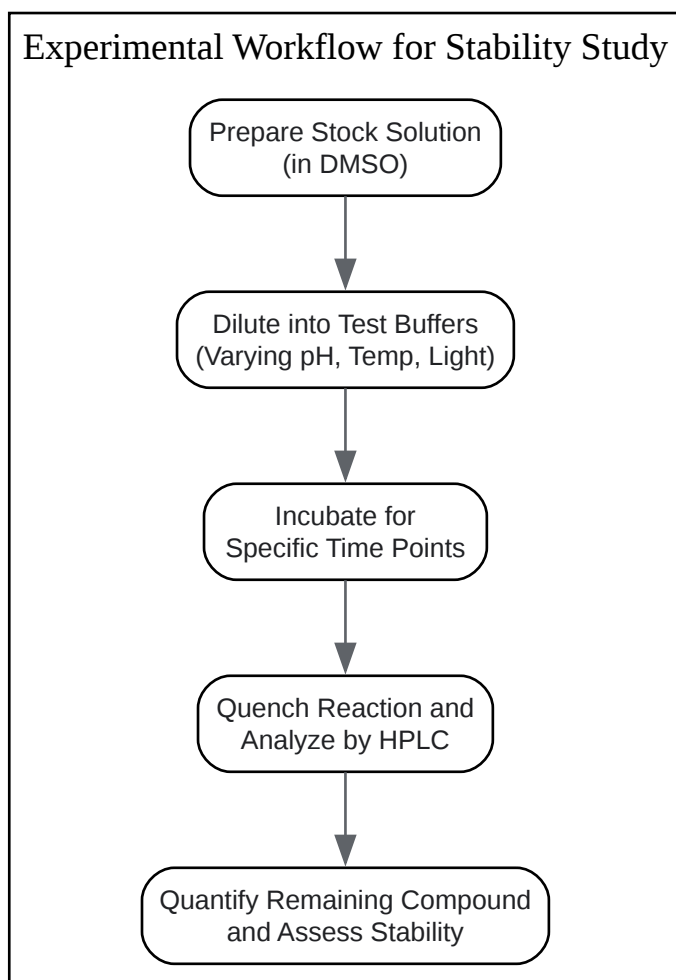 Experimental Workflow for Stability Study
Prepare Stock Solution
(in DMSO)
Dilute into Test Buffers
(Varying pH, Temp, Light)
Incubate for
Specific Time Points
Quench Reaction and
Analyze by HPLC
Quantify Remaining Compound
and Assess Stability